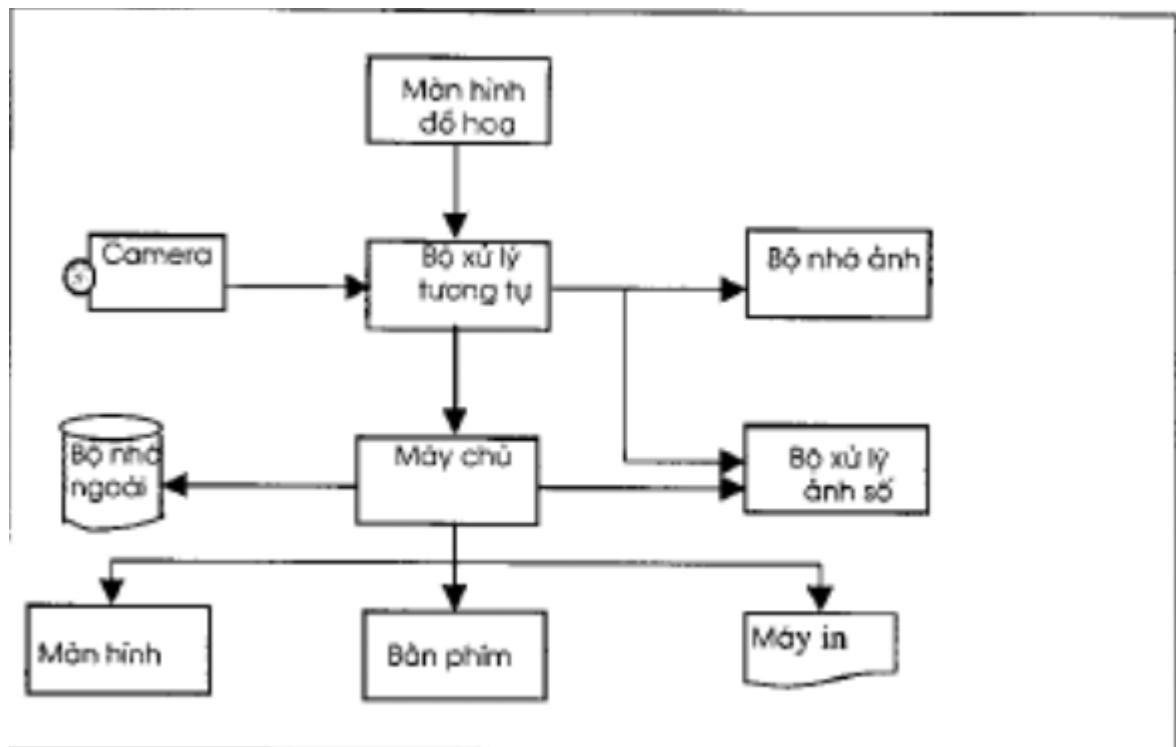 Màn hình
đồ hoạ
Camera
Bộ xử lý
tương tự
Bộ nhớ ảnh
Bộ nhớ
ngoài
Máy chủ
Bộ xử lý
ảnh số
Màn hình
Bàn phím
Máy in